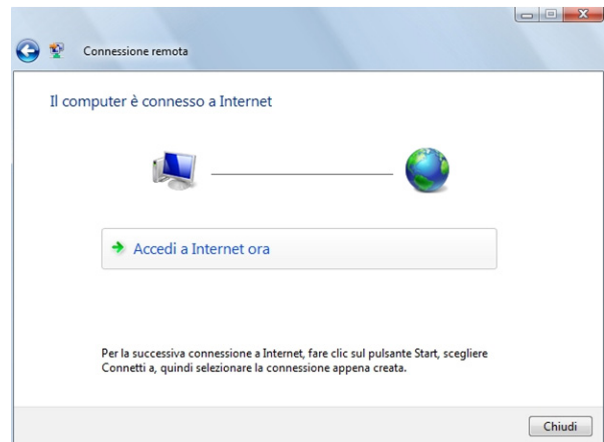 Connessione remota
Il computer è connesso a Internet
Accedi a Internet ora
Per la successiva connessione a Internet, fare clic sul pulsante Start, scegliere
Connetti a, quindi selezionare la connessione appena creata.
Chiudi